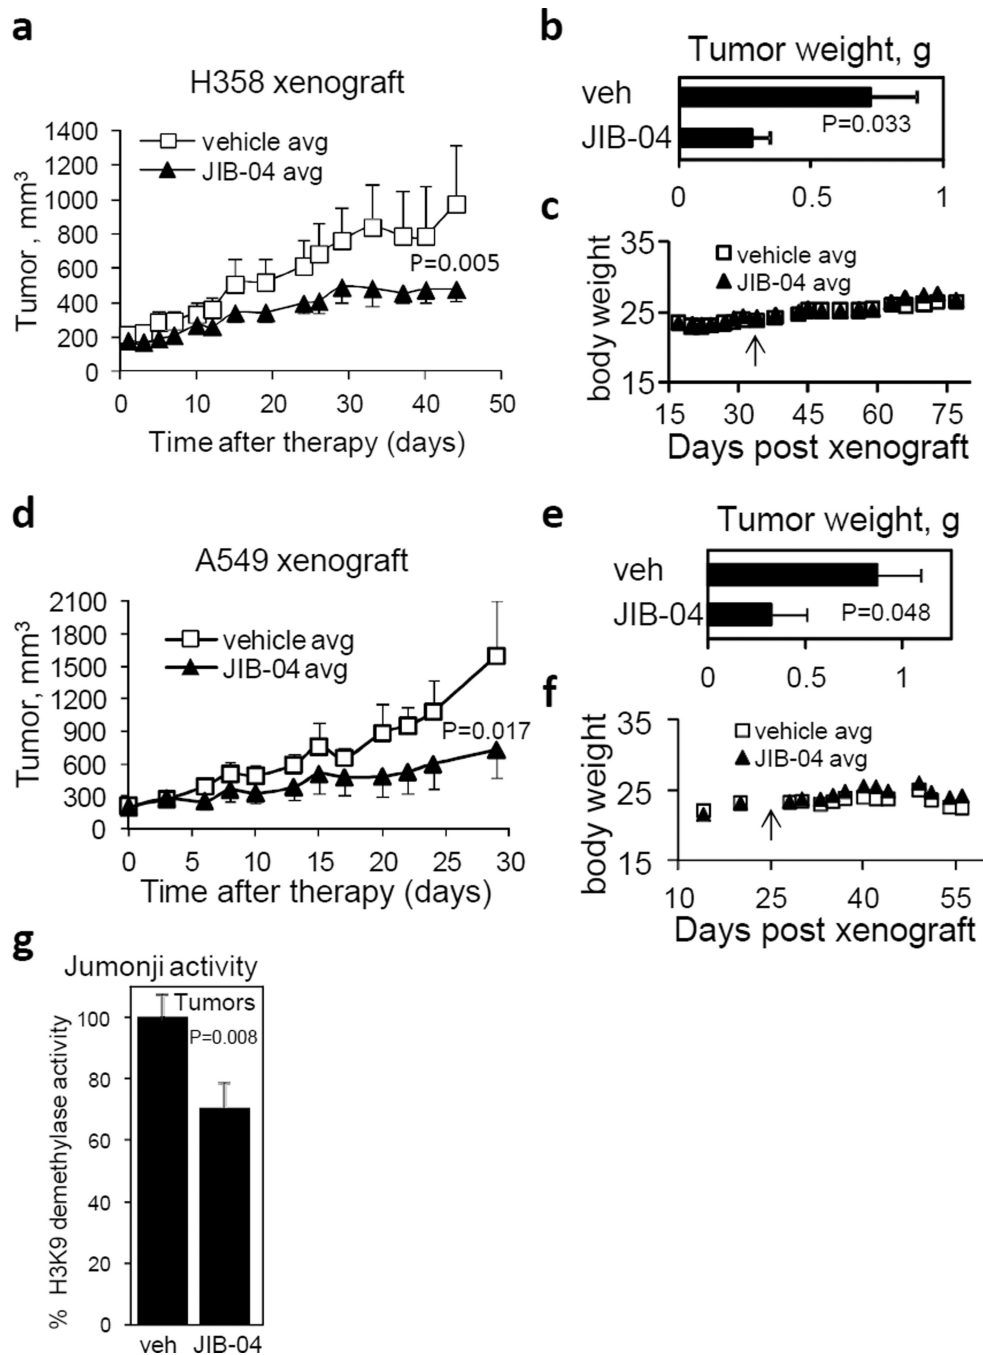 a
H358 xenograft
1400
1200
1000
800
600
400
200
0
Tumor , mm³
vehicle avg
JIB-04 avg
P=0.005
0 10 20 30 40 50
Time after therapy (days)
b
Tumor weight, g
veh
JIB-04
P=0.033
0 0.5 1
c
35
25
15
body weight
vehicle avg
JIB-04 avg
15 30 45 60 75
Days post xenograft
d
A549 xenograft
2100
1800
1500
1200
900
600
300
0
Tumor, mm³
vehicle avg
JIB-04 avg
P=0.017
0 5 10 15 20 25 30
Time after therapy (days)
e
Tumor weight, g
veh
JIB-04
P=0.048
0 0.5 1
f
35
25
15
body weight
vehicle avg
JIB-04 avg
10 25 40 55
Days post xenograft
g
Jumonji activity
Tumors
P=0.008
100
80
60
40
20
0
% H3K9 demethylase activity
veh JIB-04